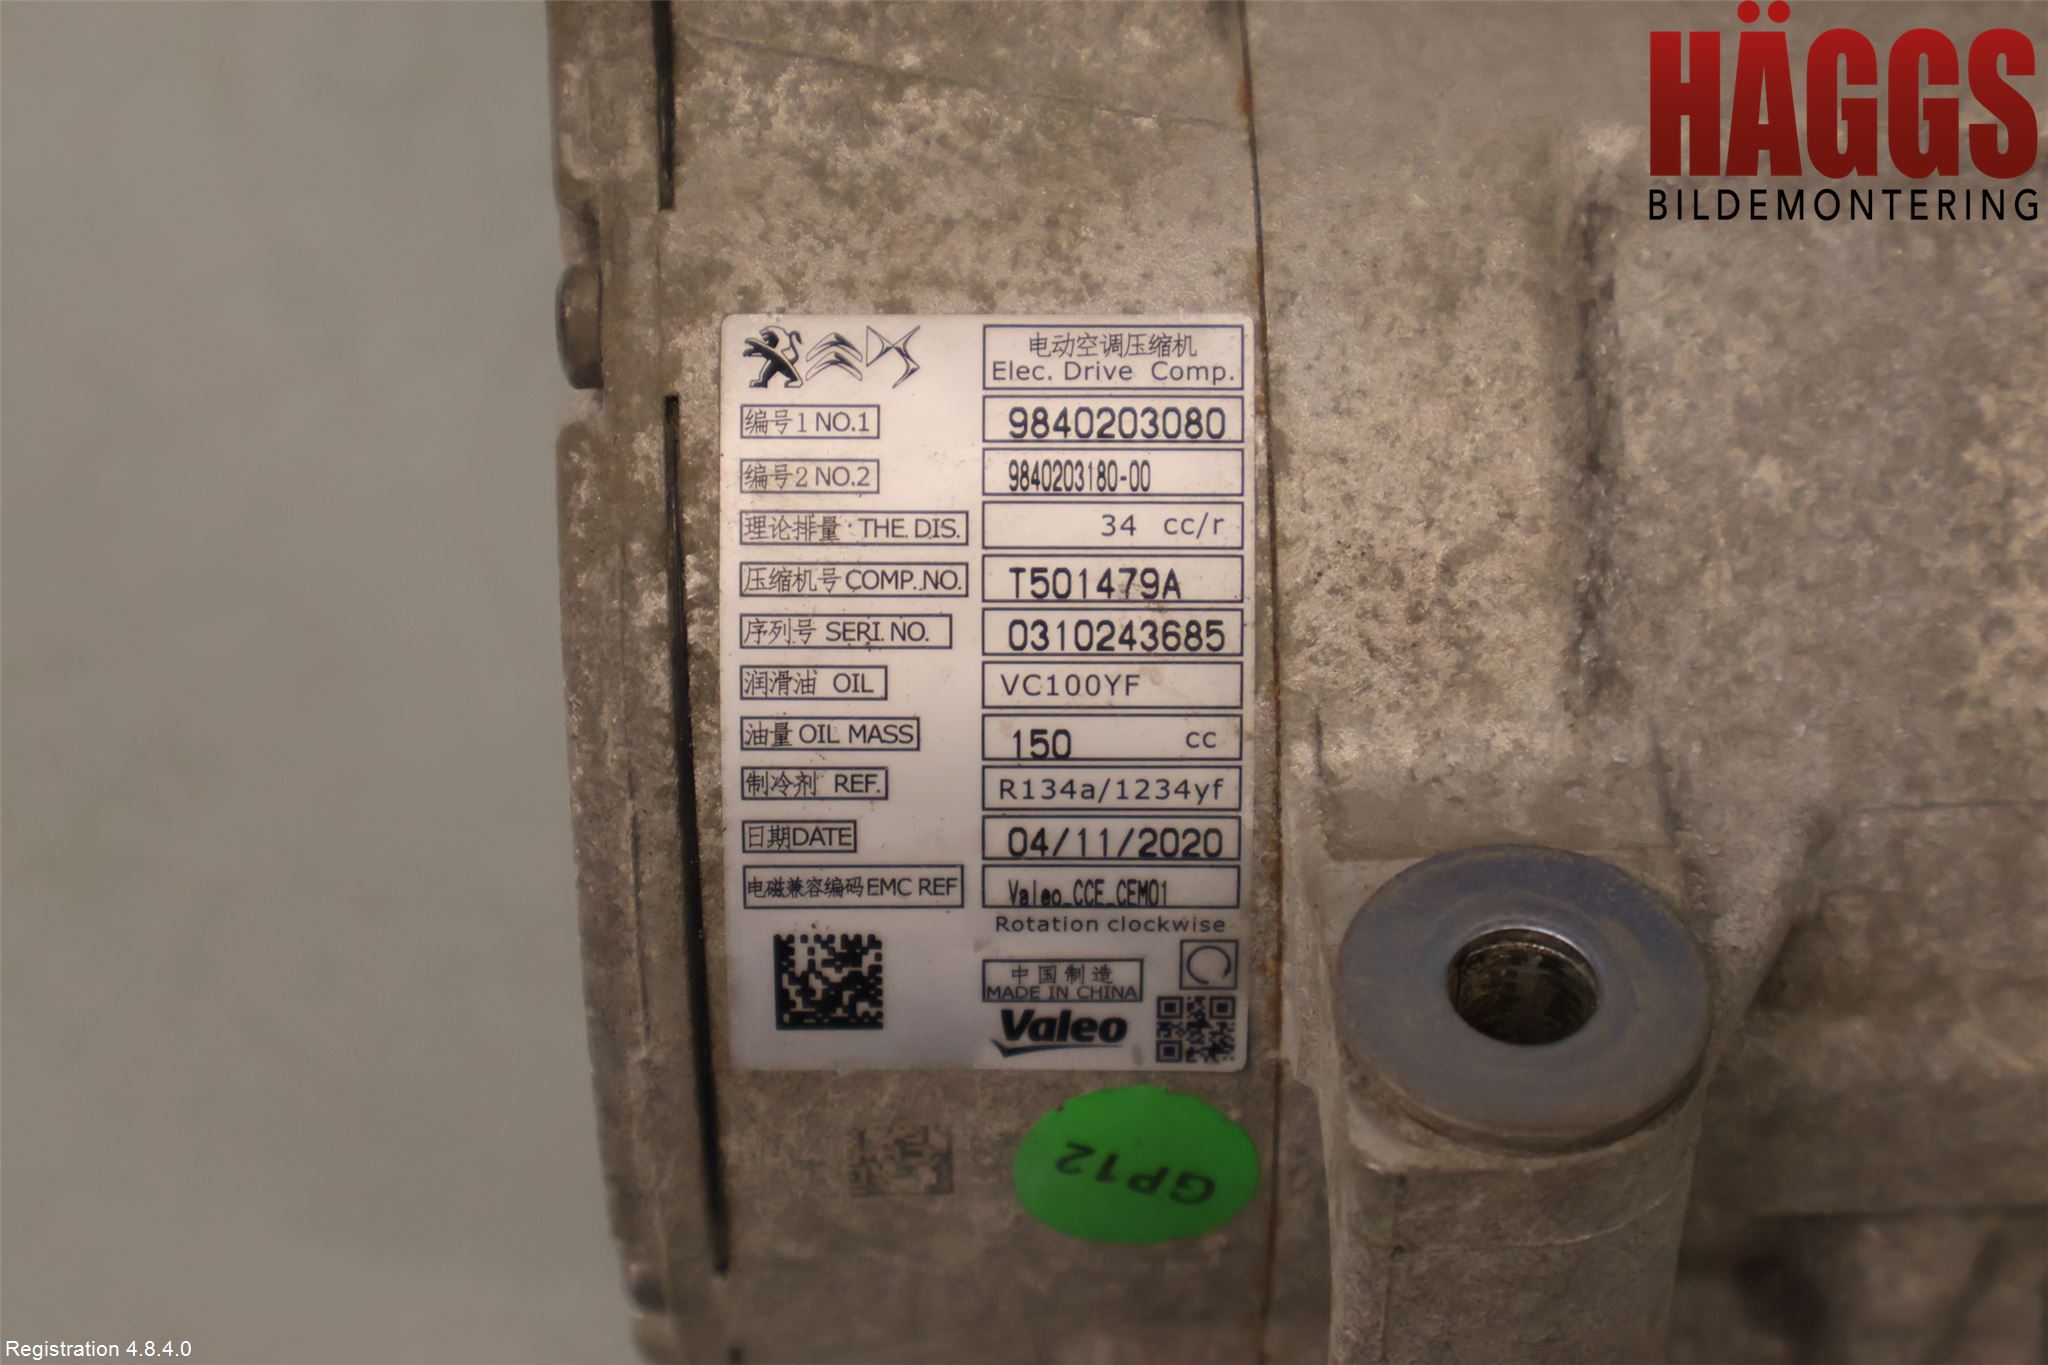 HÄGGS
BILDEMONTERING
电动空调压缩机
Elec. Drive Comp.
编号1 NO.1 9840203080
编号2 NO.2 9840203180-00
理论排量 THE. DIS. 34 cc/r
压缩机号 COMP. NO. T501479A
序列号 SERI. NO. 0310243685
润滑油 OIL VC100YF
油量 OIL MASS 150 cc
制冷剂 REF. R134a/1234yf
日期DATE 04/11/2020
电磁兼容编码 EMC REF Valeo_CCE_CEM01
Rotation clockwise
中国制造
MADE IN CHINA
Valeo
GP12
Registration 4.8.4.0